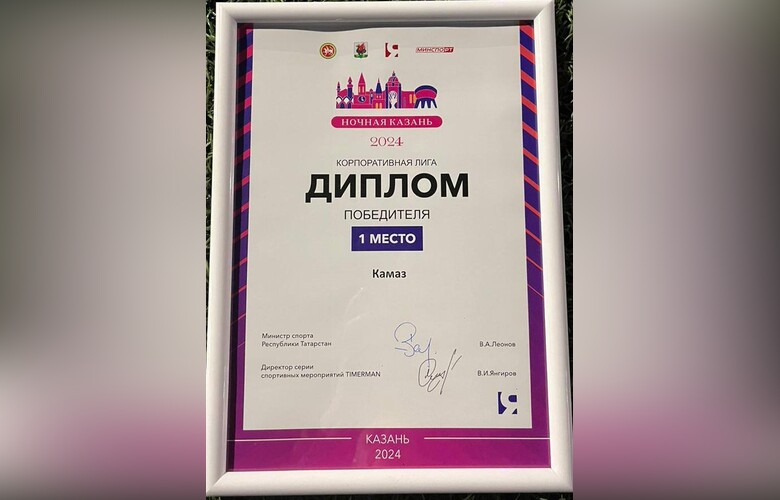 МИНСПОРТ
НОЧНАЯ КАЗАНЬ
2024
КОРПОРАТИВНАЯ ЛИГА
ДИПЛОМ
ПОБЕДИТЕЛЯ
1 МЕСТО
Камаз
Министр спорта
Республики Татарстан
В.А.Леонов
Директор серии
спортивных мероприятий TIMERMAN
В.И.Янгиров
КАЗАНЬ
2024